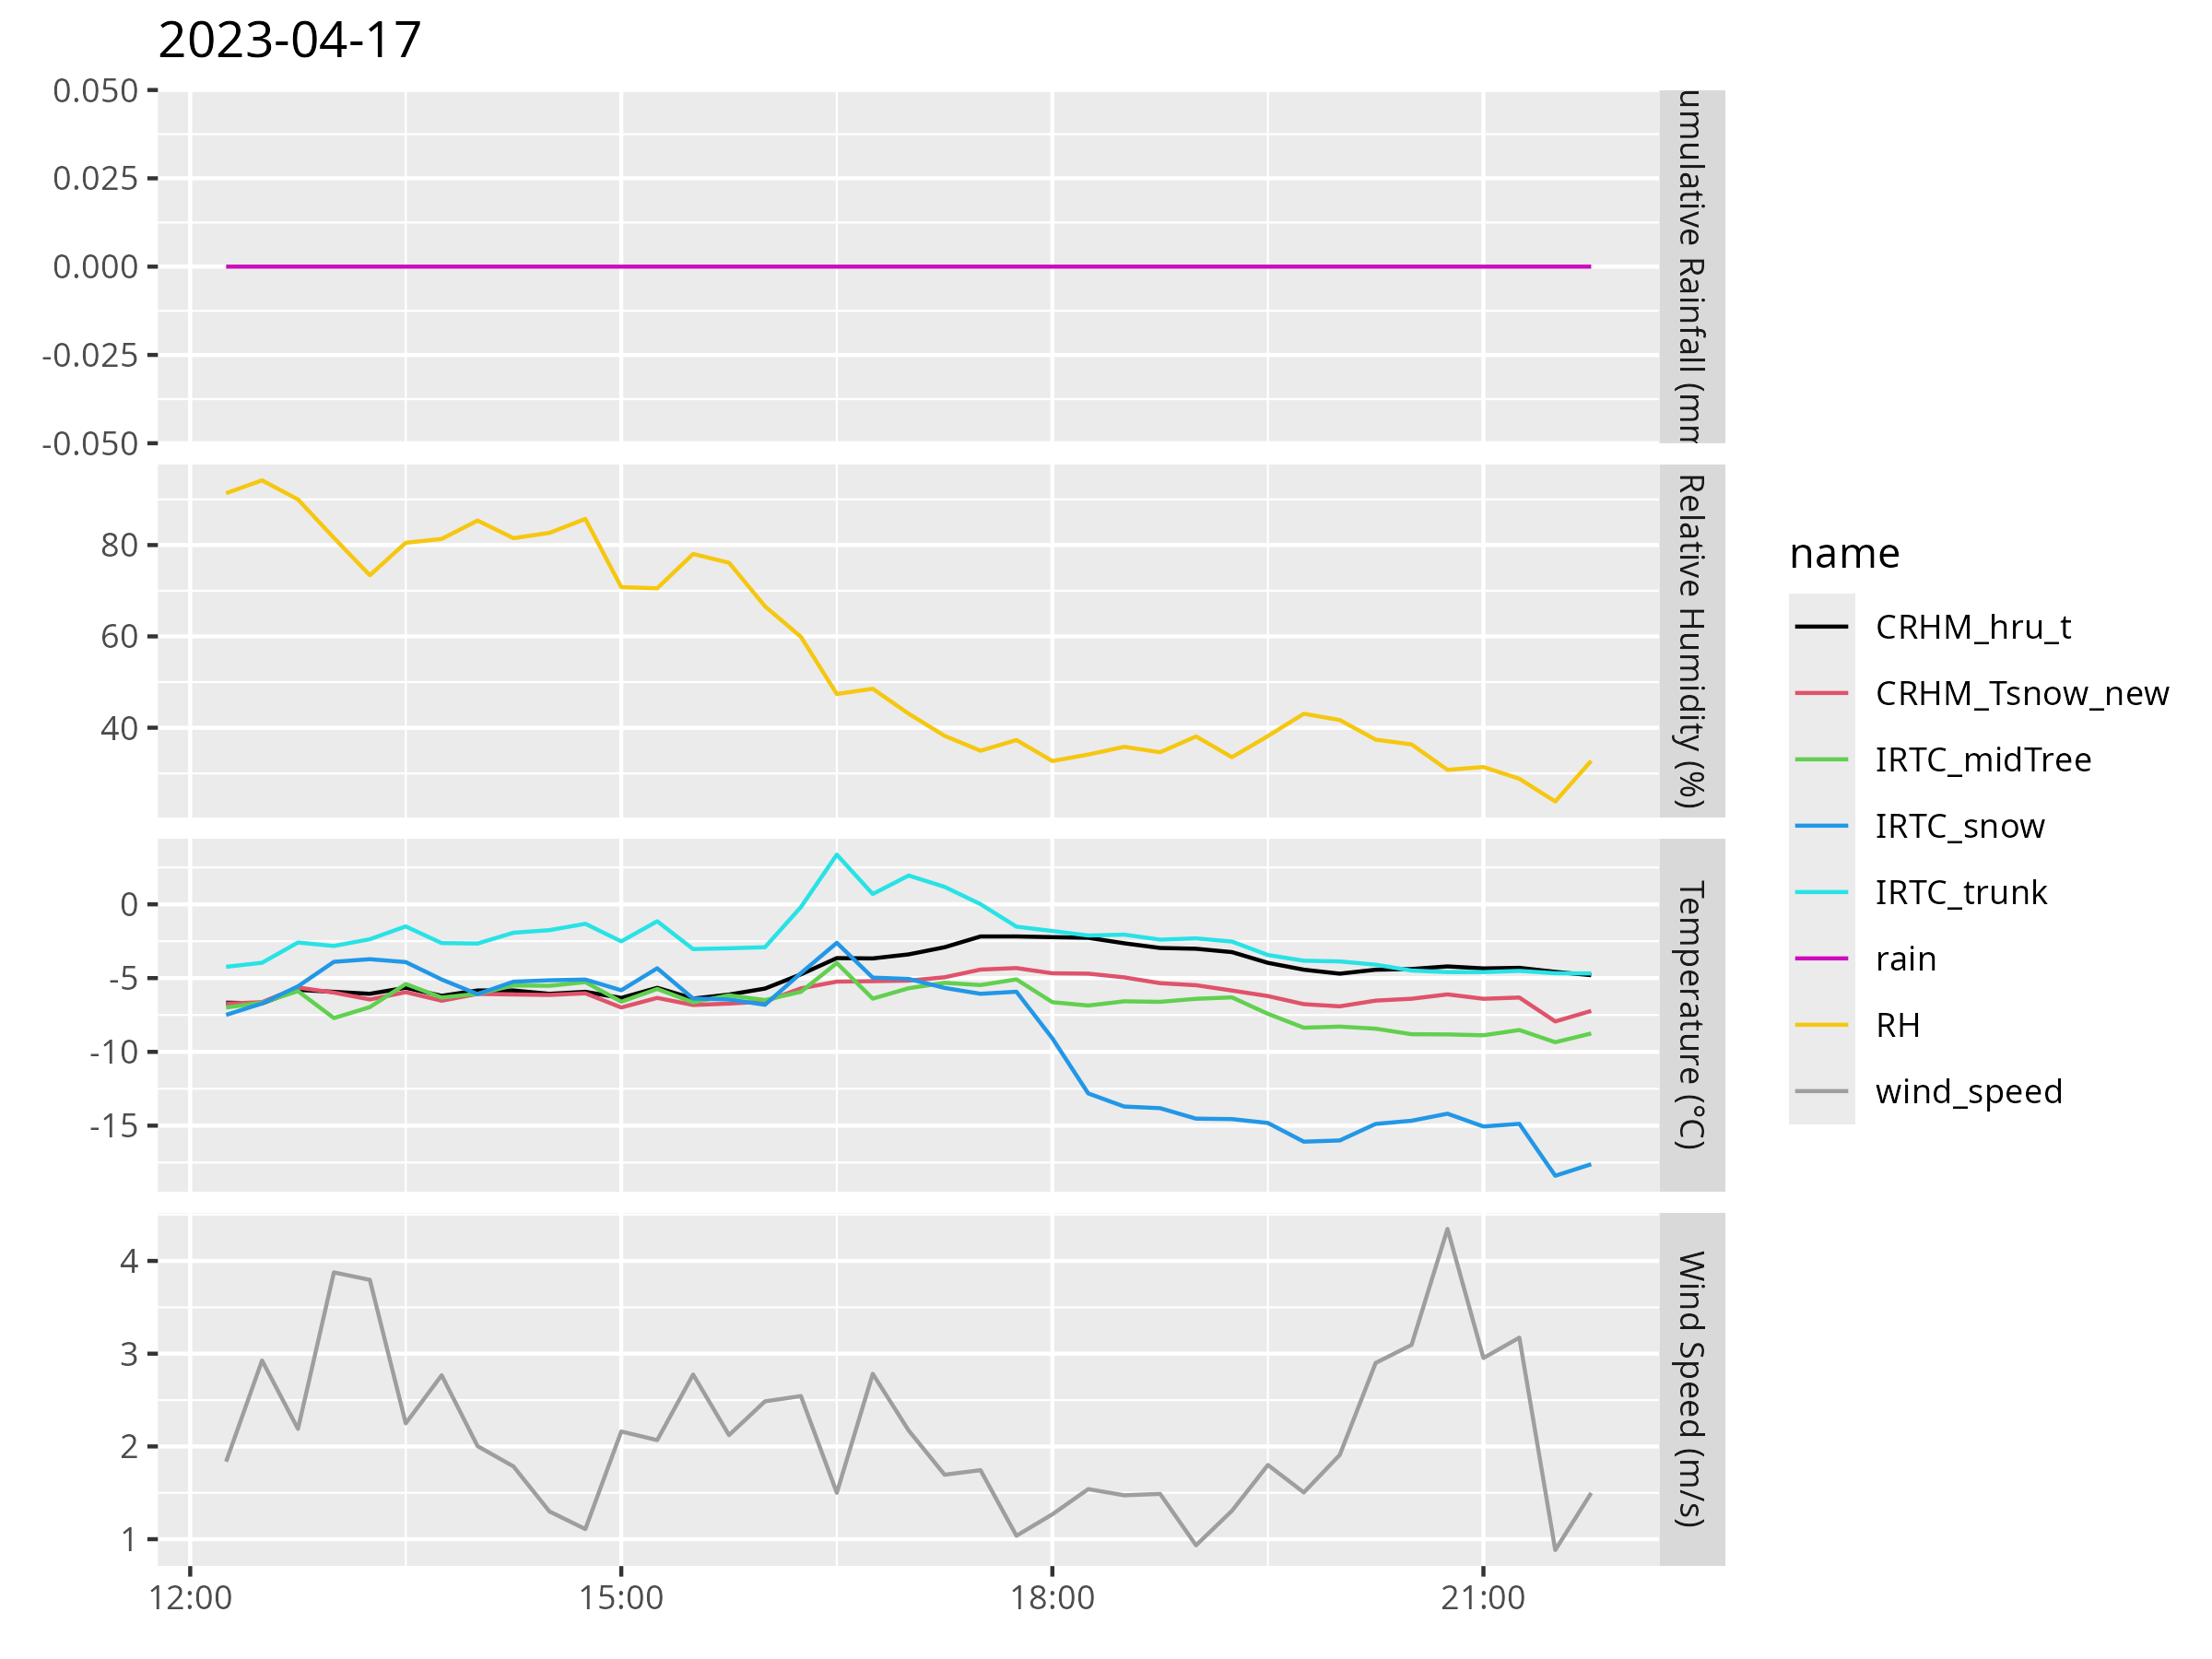 2023-04-17
0.050
0.025
0.000
-0.025
-0.050
umulative Rainfall (mm
80
60
40
Relative Humidity (%)
0
-5
-10
-15
Temperature (°C)
4
3
2
1
Wind Speed (m/s)
12:00
15:00
18:00
21:00
name
CRHM_hru_t
CRHM_Tsnow_new
IRTC_midTree
IRTC_snow
IRTC_trunk
rain
RH
wind_speed